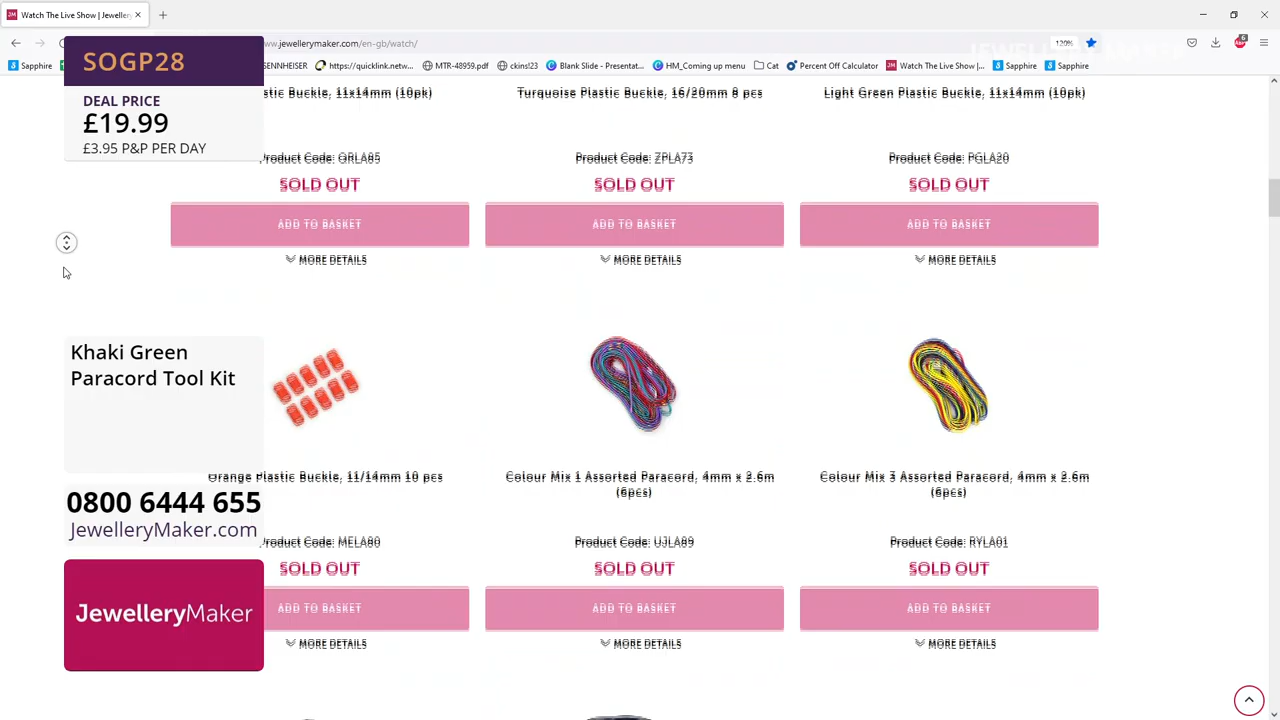 Watch The Live Show | Jeweller
ww.jewellerymaker.com/en-gb/watch/
120%
JEWELLERYMAKER
Sapphire
SENNHEISER
https://quicklink.netw...
MTR-48959.pdf
ckins!23
Blank Slide - Presentat...
HM_Coming up menu
Cat
Percent Off Calculator
Watch The Live Show |...
Sapphire
Sapphire
SOGP28
DEAL PRICE
£19.99
£3.95 P&P PER DAY
stic Buckle, 11x14mm (10pk)
Turquoise Plastic Buckle, 16/20mm 8 pcs
Light Green Plastic Buckle, 11x14mm (10pk)
Product Code: QRLA85
Product Code: ZPLA73
Product Code: PGLA20
SOLD OUT
SOLD OUT
SOLD OUT
ADD TO BASKET
ADD TO BASKET
ADD TO BASKET
MORE DETAILS
MORE DETAILS
MORE DETAILS
Khaki Green
Paracord Tool Kit
Orange Plastic Buckle, 11/14mm 10 pcs
Colour Mix 1 Assorted Paracord, 4mm x 2.6m
(6pcs)
Colour Mix 3 Assorted Paracord, 4mm x 2.6m
(6pcs)
0800 6444 655
JewelleryMaker.com
Product Code: MELA80
Product Code: UJLA89
Product Code: RYLA01
SOLD OUT
SOLD OUT
SOLD OUT
JewelleryMaker
ADD TO BASKET
ADD TO BASKET
ADD TO BASKET
MORE DETAILS
MORE DETAILS
MORE DETAILS